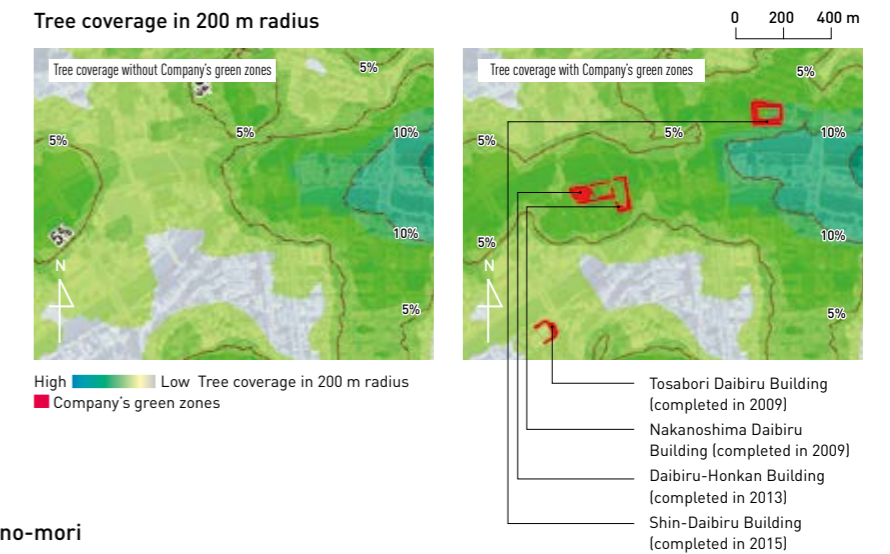 Tree coverage in 200 m radius
0 200 400 m
Tree coverage without Company's green zones
5%
5%
5%
10%
5%
10%
N
5%
Tree coverage with Company's green zones
5%
5%
5%
10%
5%
10%
N
5%
High Low Tree coverage in 200 m radius
Company's green zones
Tosabori Daibiru Building
(completed in 2009)
Nakanoshima Daibiru
Building (completed in 2009)
Daibiru-Honkan Building
(completed in 2013)
Shin-Daibiru Building
(completed in 2015)
no-mori